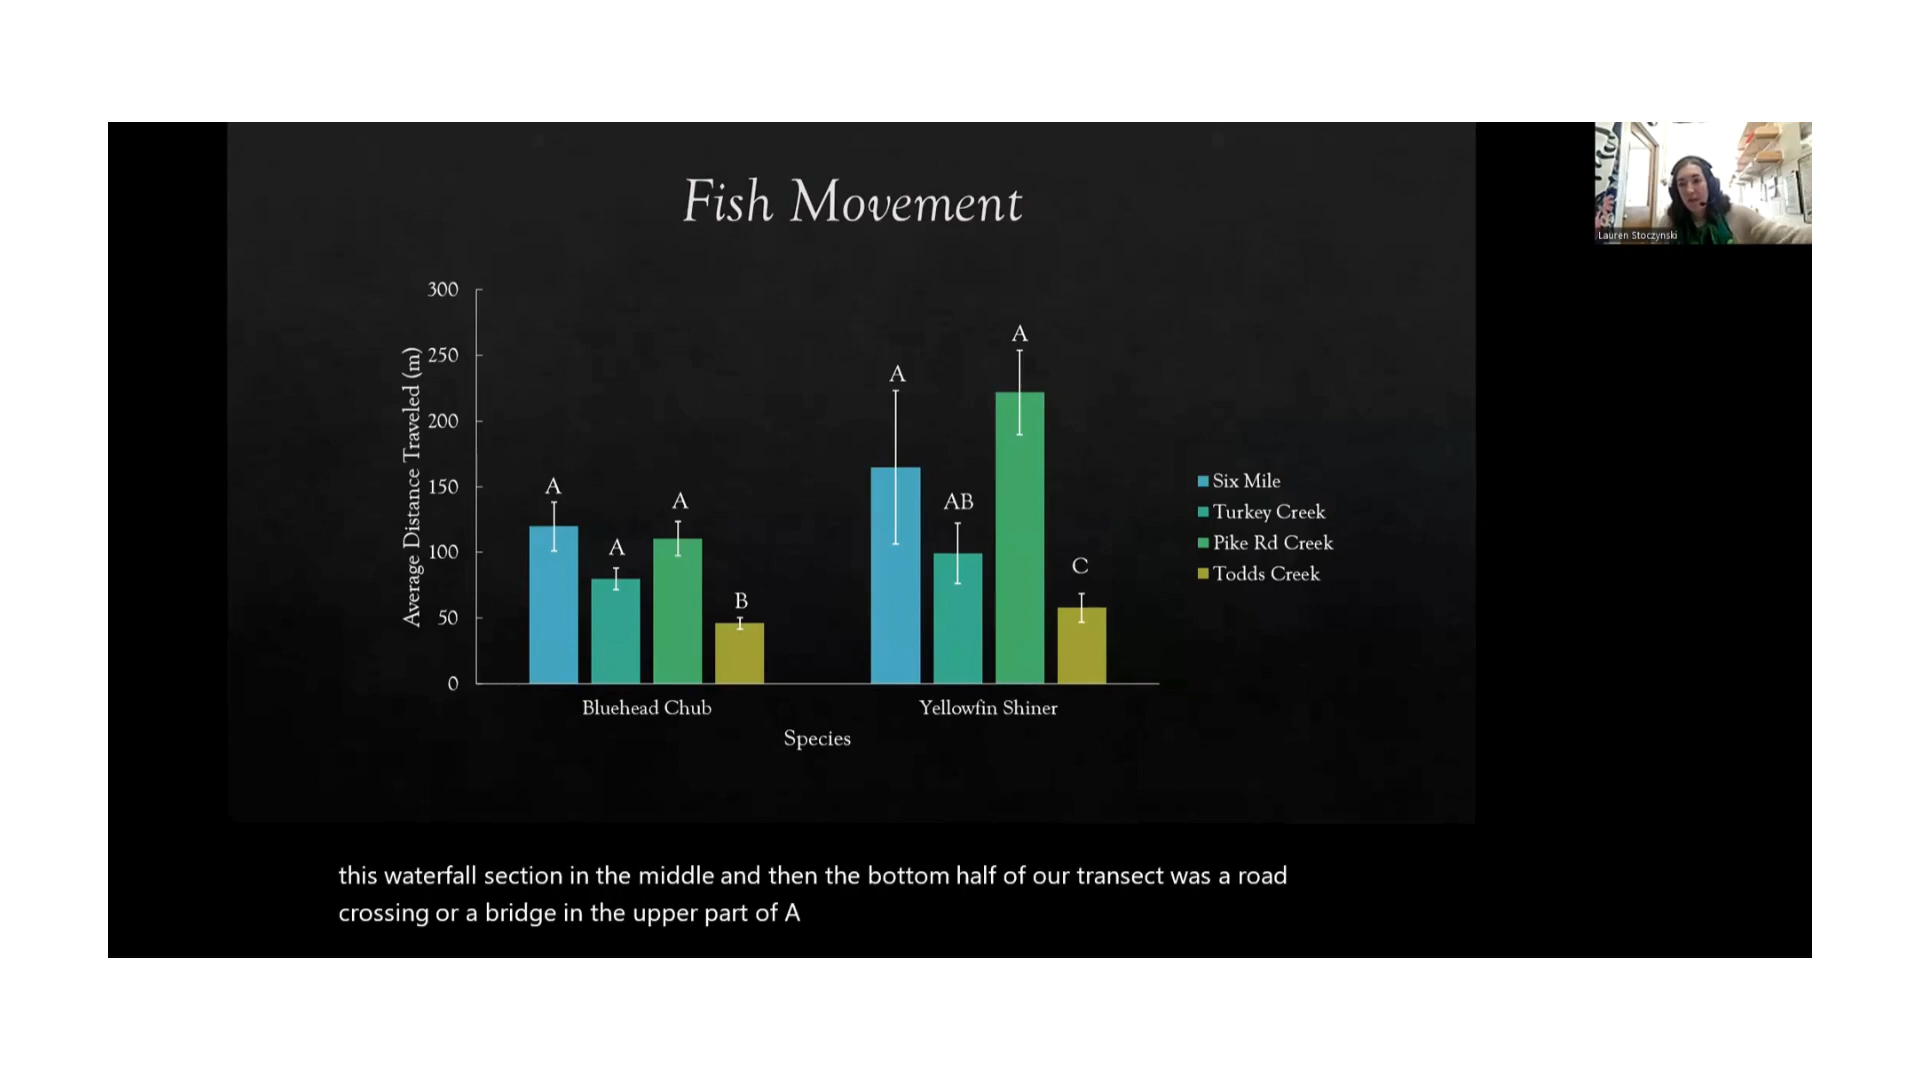 Fish Movement
Lauren Stoczynski
300
250
200
150
100
50
0
Average Distance Traveled (m)
A
A
A
B
A
AB
A
C
Six Mile
Turkey Creek
Pike Rd Creek
Todds Creek
Bluehead Chub
Yellowfin Shiner
Species
this waterfall section in the middle and then the bottom half of our transect was a road
crossing or a bridge in the upper part of A